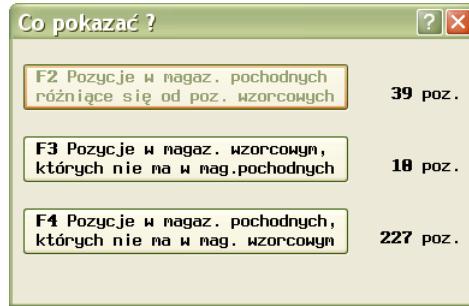 Co pokazać ?
F2 Pozycje w magaz. pochodnych
różniące się od poz. wzorcowych
39 poz.
F3 Pozycje w magaz. wzorcowym,
których nie ma w mag.pochodnych
18 poz.
F4 Pozycje w magaz. pochodnych,
których nie ma w mag. wzorcowym
227 poz.